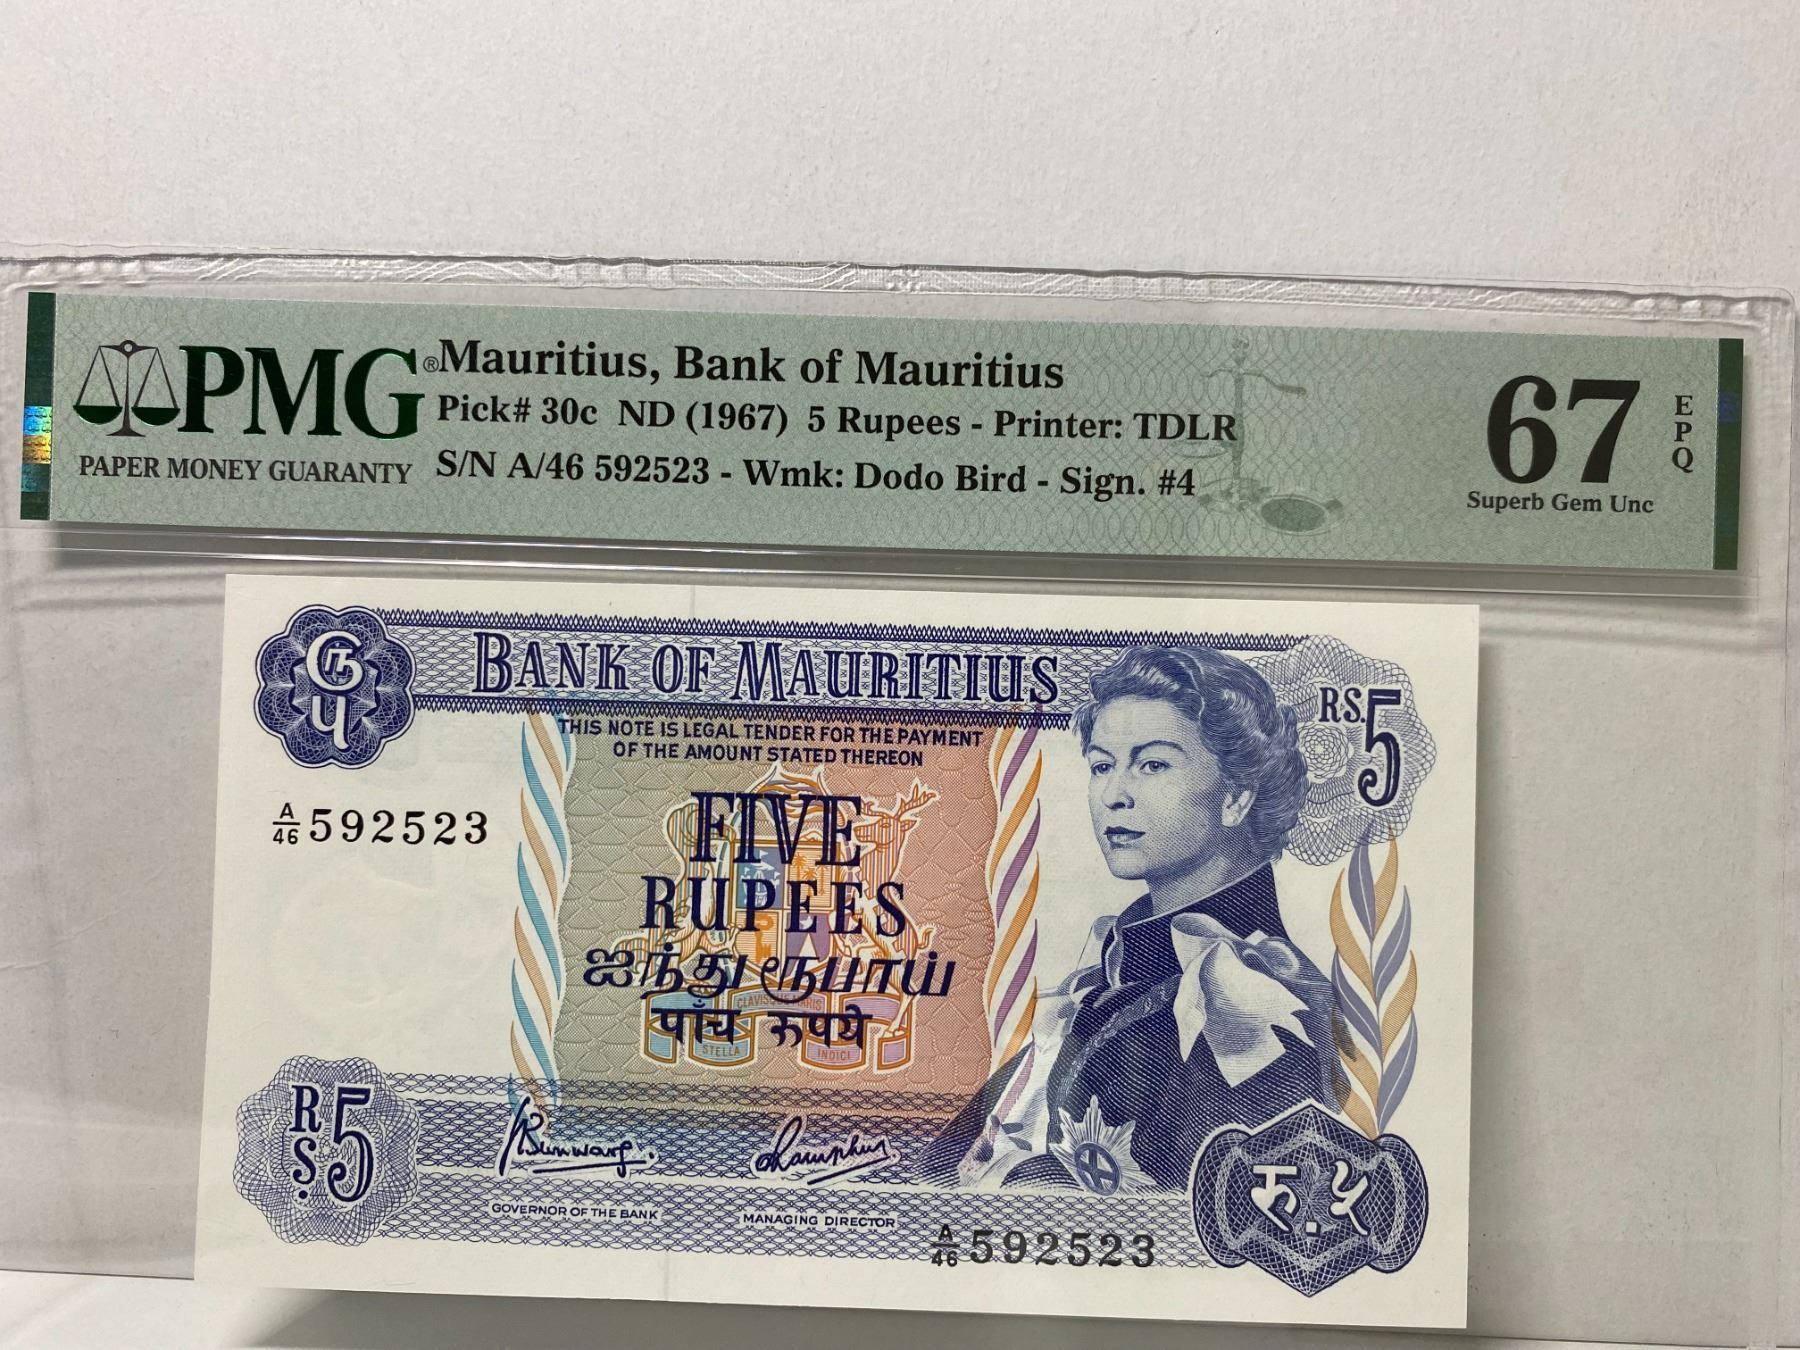 PMG®
PAPER MONEY GUARANTY
Mauritius, Bank of Mauritius
Pick# 30c ND (1967) 5 Rupees - Printer: TDLR
S/N A/46 592523 - Wmk: Dodo Bird - Sign. #4
67
EPQ
Superb Gem Unc
BANK OF MAURITIUS
RS.5
THIS NOTE IS LEGAL TENDER FOR THE PAYMENT
OF THE AMOUNT STATED THEREON
A/46 592523
FIVE
RUPEES
ஐந்து ரூபாய்
CLAVISQUE MARIS
पाँच रुपये
STELLA
INDICI
RS.5
GOVERNOR OF THE BANK
MANAGING DIRECTOR
A/46 592523
रु.५